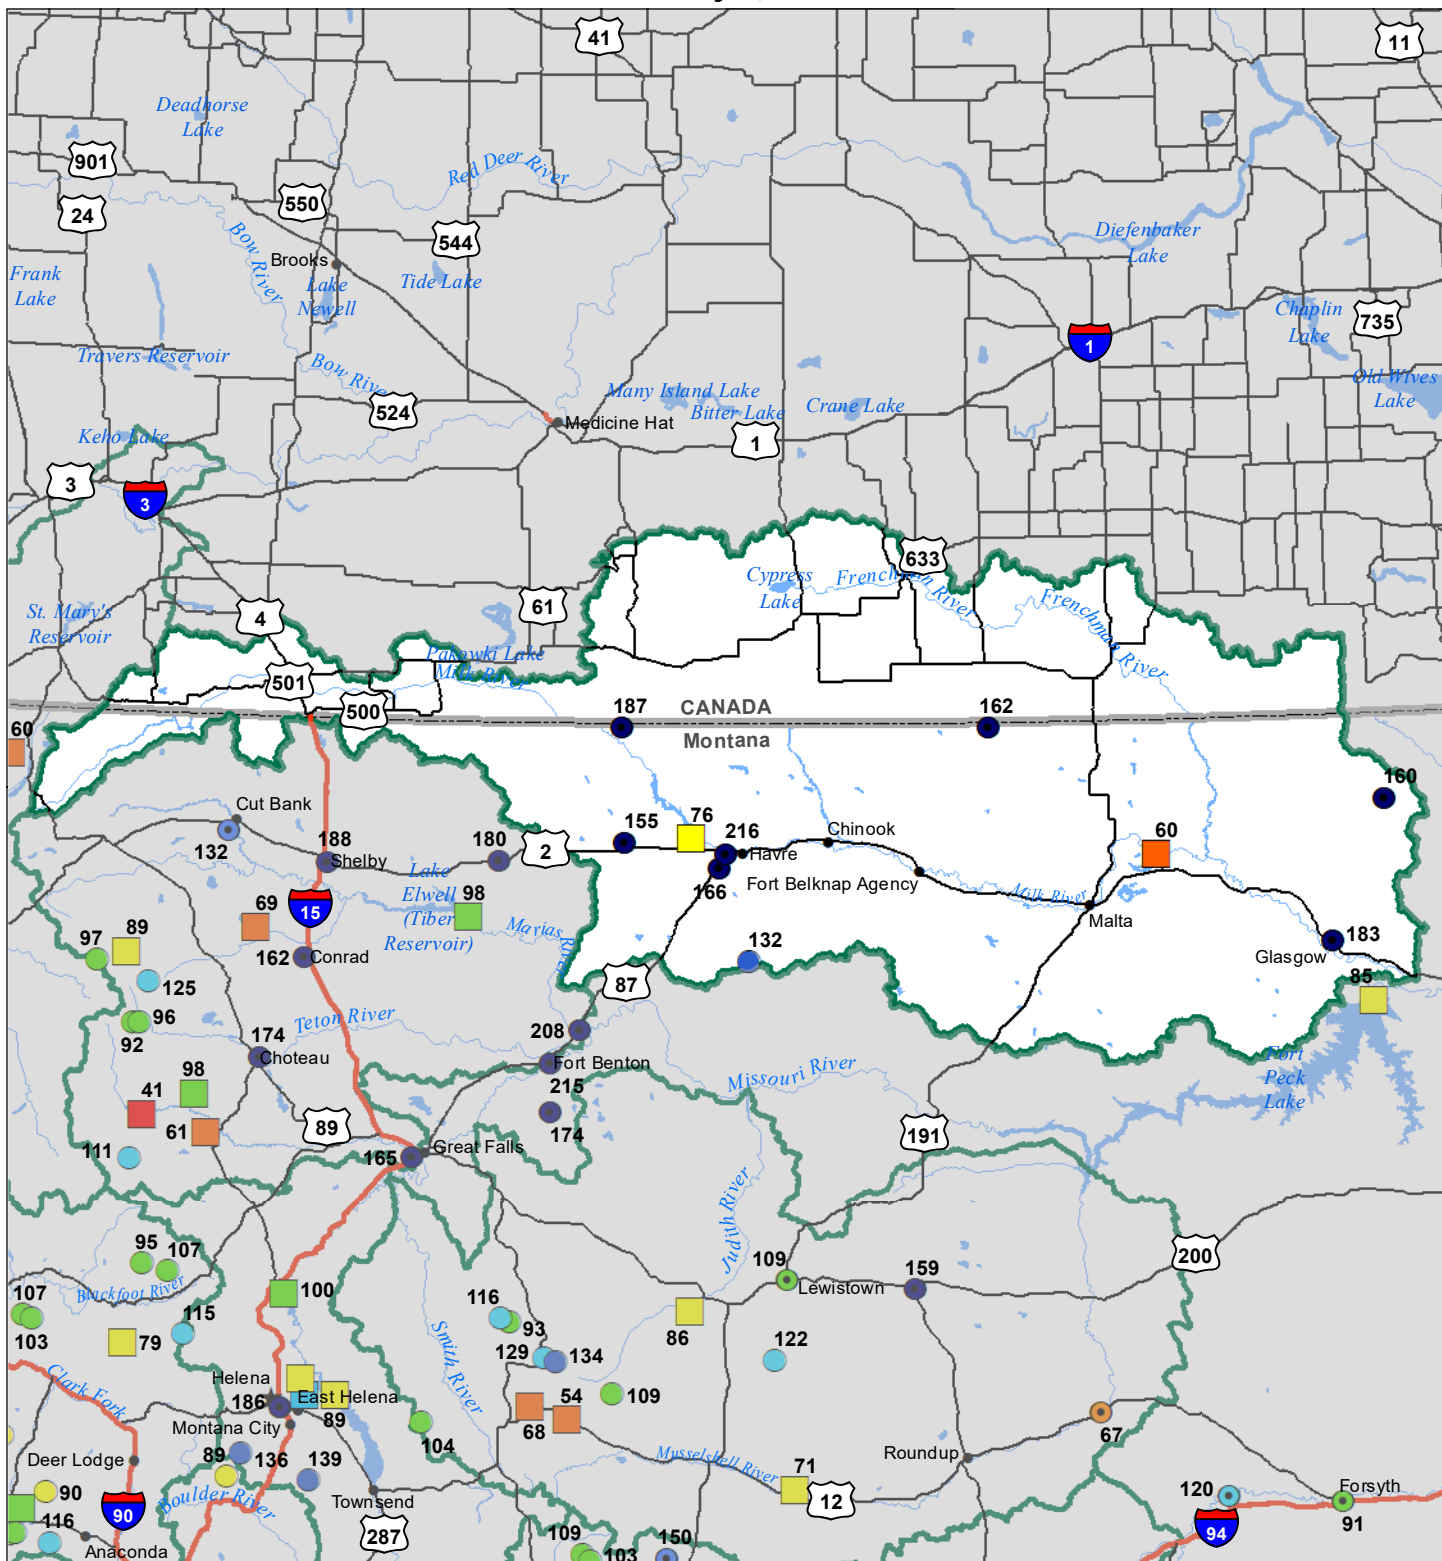 41
11
Deadhorse
Lake
901
Red Deer River
550
24
544
Bow River
Diefenbaker
Lake
Brooks
Frank
Lake
Tide Lake
Lake
Newell
Chaplin
Lake
735
1
Travers Reservoir
Bow River
Old Wives
Lake
Many Island Lake
524
Bitter Lake
Crane Lake
Medicine Hat
Keho Lake
1
3
3
633
Cypress
Lake
Frenchman River
Frenchman River
St. Mary's
Reservoir
4
61
Pakowki Lake
Milk River
501
500
187
CANADA
162
Montana
60
160
Cut Bank
132
188
Shelby
180
2
155
76
216
Havre
Chinook
60
166
Fort Belknap Agency
Lake
Elwell
(Tiber
Reservoir)
98
Milk River
Malta
69
15
Marias River
97
89
162
Conrad
132
183
Glasgow
125
87
85
96
92
Teton River
208
174
Choteau
Fort Benton
215
Missouri River
Fort
Peck
Lake
98
41
61
89
174
191
111
165
Great Falls
Judith River
95
107
200
109
Lewistown
159
Blackfoot River
107
103
100
115
116
93
86
79
Smith River
129
134
122
Clark Fork
Helena
186
East Helena
89
109
54
68
Montana City
104
67
Deer Lodge
89
136
139
Musselshell River
Roundup
71
12
90
Boulder River
Townsend
120
Forsyth
91
90
116
287
94
Anaconda
109
103
150